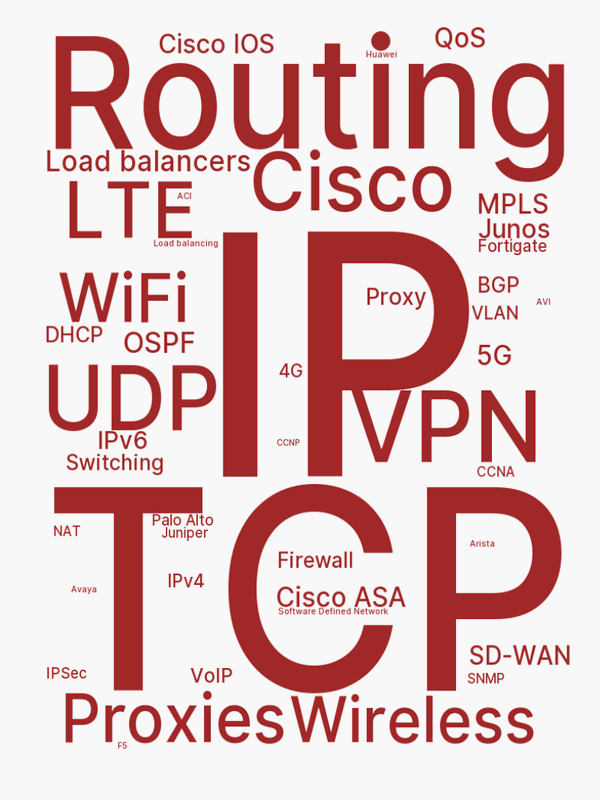 Cisco IOS
QoS
Huawei
Routing
Load balancers
Cisco
LTE
ACI
MPLS
Junos
Load balancing
Fortigate
IP
WiFi
Proxy
BGP
AVI
VLAN
DHCP
OSPF
5G
4G
UDP
VPN
IPv6
CCNP
Switching
CCNA
TCP
NAT
Palo Alto
Juniper
Arista
Firewall
IPv4
Avaya
Cisco ASA
Software Defined Network
SD-WAN
IPSec
VoIP
SNMP
Proxies
Wireless
F5